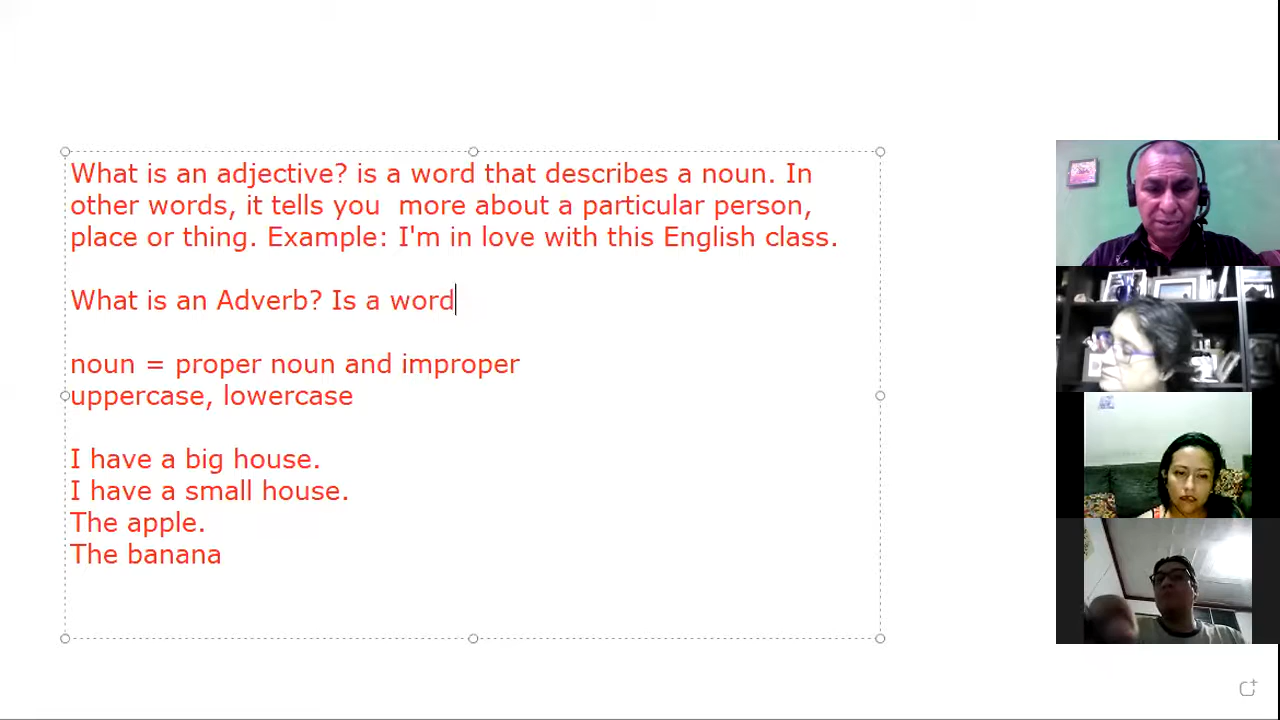 What is an adjective? is a word that describes a noun. In
other words, it tells you  more about a particular person,
place or thing. Example: I'm in love with this English class.
What is an Adverb? Is a word
noun = proper noun and improper
uppercase, lowercase
I have a big house.
I have a small house.
The apple.
The banana